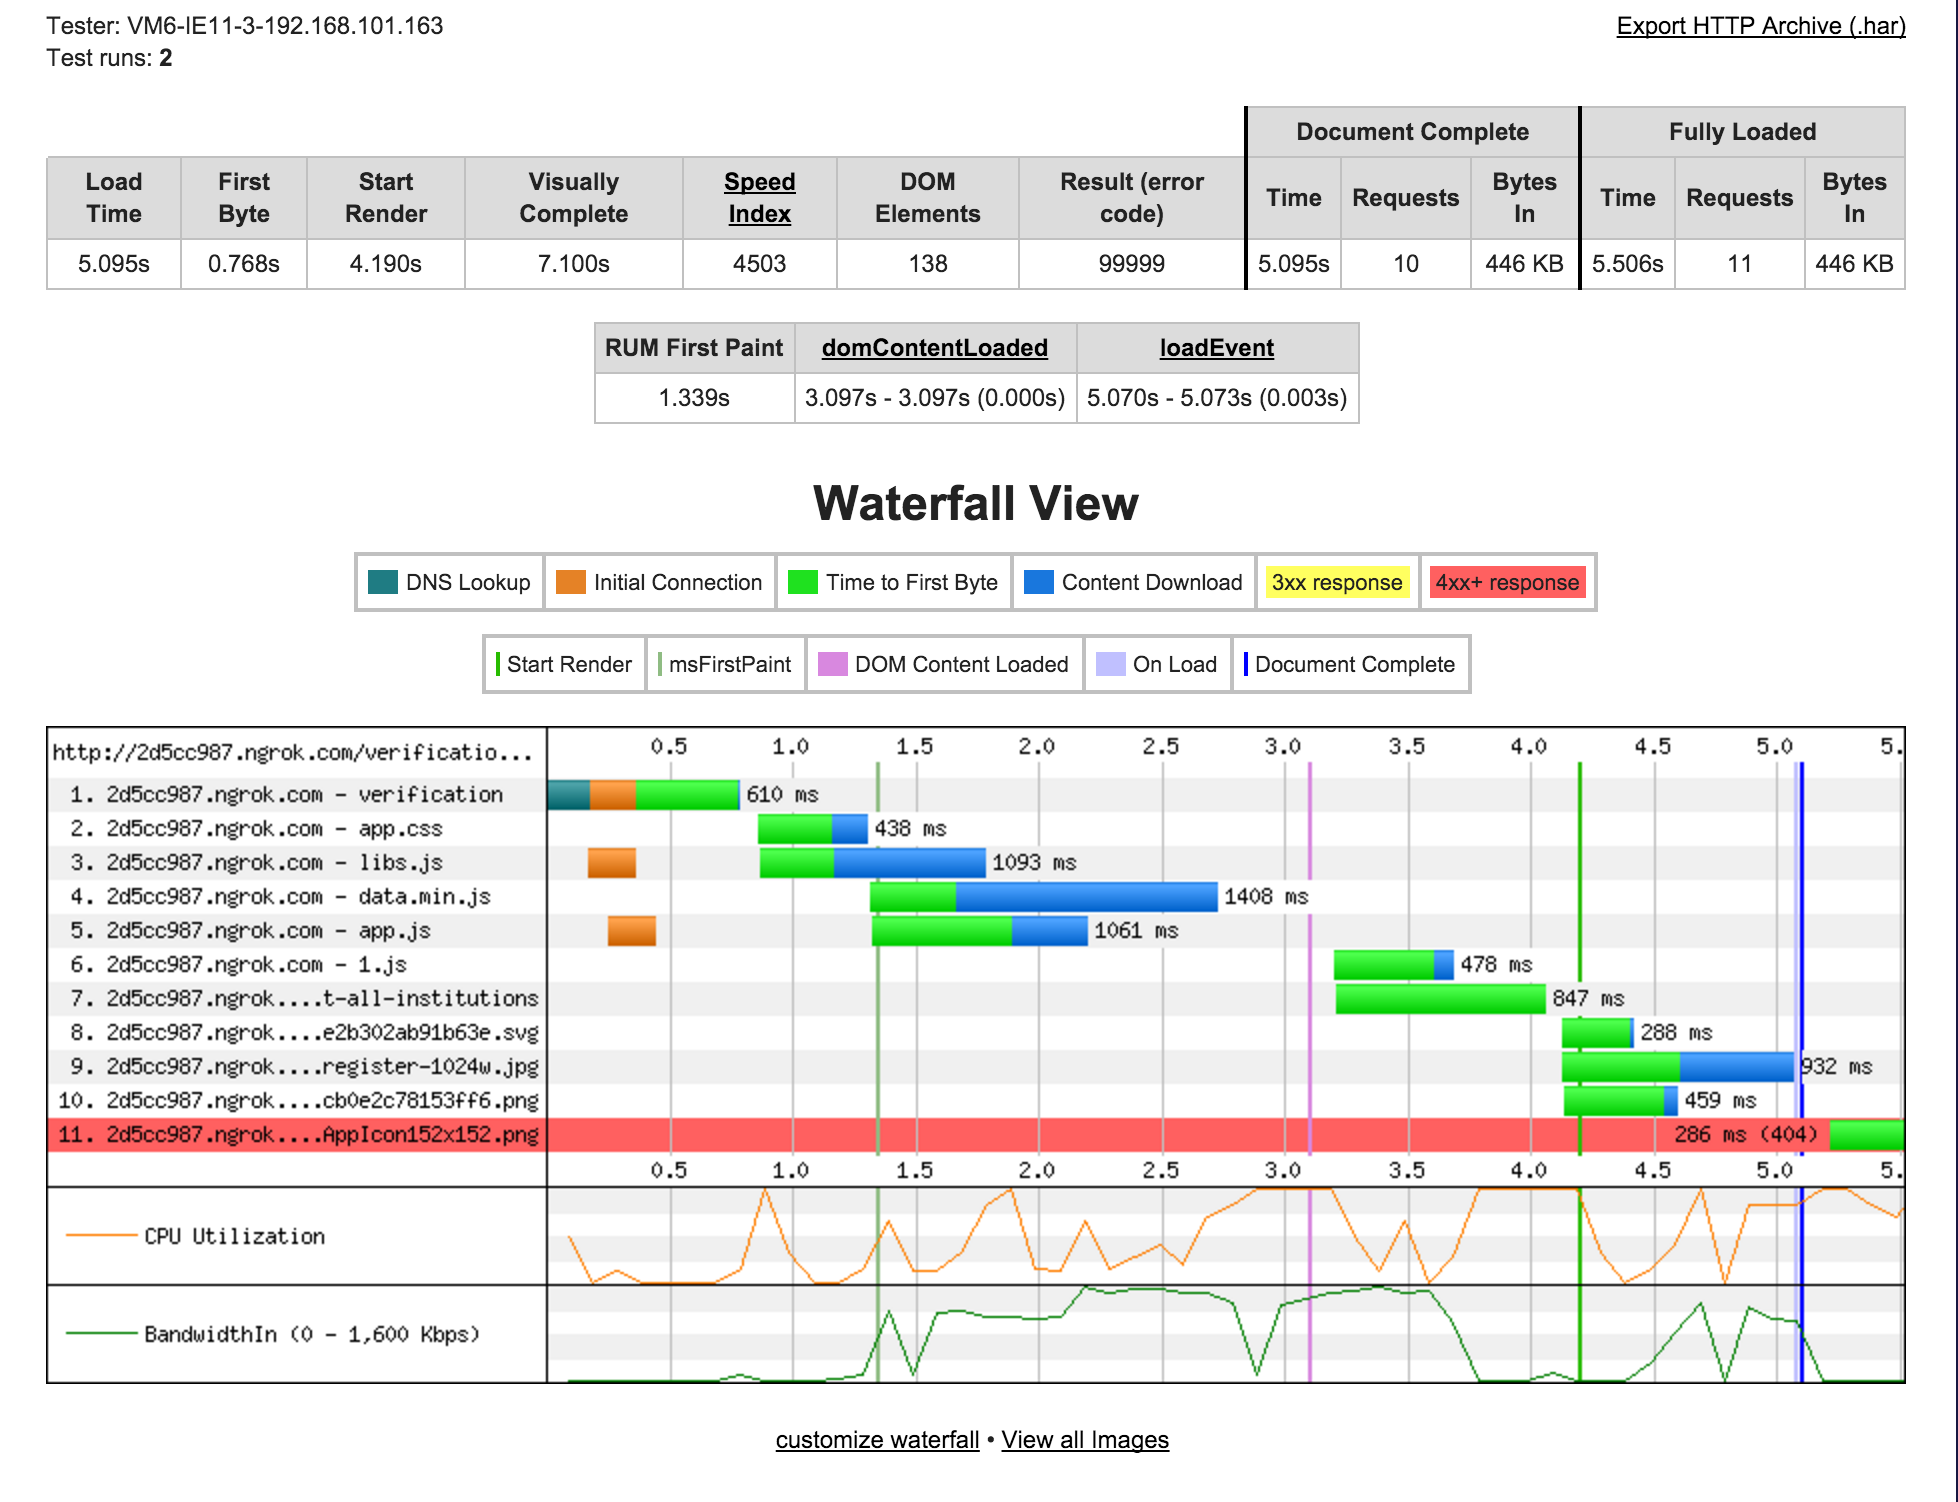 Tester: VM6-IE11-3-192.168.101.163
Export HTTP Archive (.har)
Test runs: 2
Document Complete Fully Loaded
Load Time First Byte Start Render Visually Complete Speed Index DOM Elements Result (error code) Time Requests Bytes In Time Requests Bytes In
5.095s 0.768s 4.190s 7.100s 4503 138 99999 5.095s 10 446 KB 5.506s 11 446 KB
RUM First Paint domContentLoaded loadEvent
1.339s 3.097s - 3.097s (0.000s) 5.070s - 5.073s (0.003s)
Waterfall View
DNS Lookup Initial Connection Time to First Byte Content Download 3xx response 4xx+ response
Start Render msFirstPaint DOM Content Loaded On Load Document Complete
http://2d5cc987.ngrok.com/verificatio... 0.5 1.0 1.5 2.0 2.5 3.0 3.5 4.0 4.5 5.0 5.
1. 2d5cc987.ngrok.com - verification 610 ms
2. 2d5cc987.ngrok.com - app.css 438 ms
3. 2d5cc987.ngrok.com - libs.js 1093 ms
4. 2d5cc987.ngrok.com - data.min.js 1408 ms
5. 2d5cc987.ngrok.com - app.js 1061 ms
6. 2d5cc987.ngrok.com - 1.js 478 ms
7. 2d5cc987.ngrok....t-all-institutions 847 ms
8. 2d5cc987.ngrok....e2b302ab91b63e.svg 288 ms
9. 2d5cc987.ngrok....register-1024w.jpg 932 ms
10. 2d5cc987.ngrok....cb0e2c78153ff6.png 459 ms
11. 2d5cc987.ngrok....AppIcon152x152.png 286 ms (404)
0.5 1.0 1.5 2.0 2.5 3.0 3.5 4.0 4.5 5.0 5.
CPU Utilization
BandwidthIn (0 - 1,600 Kbps)
customize waterfall • View all Images